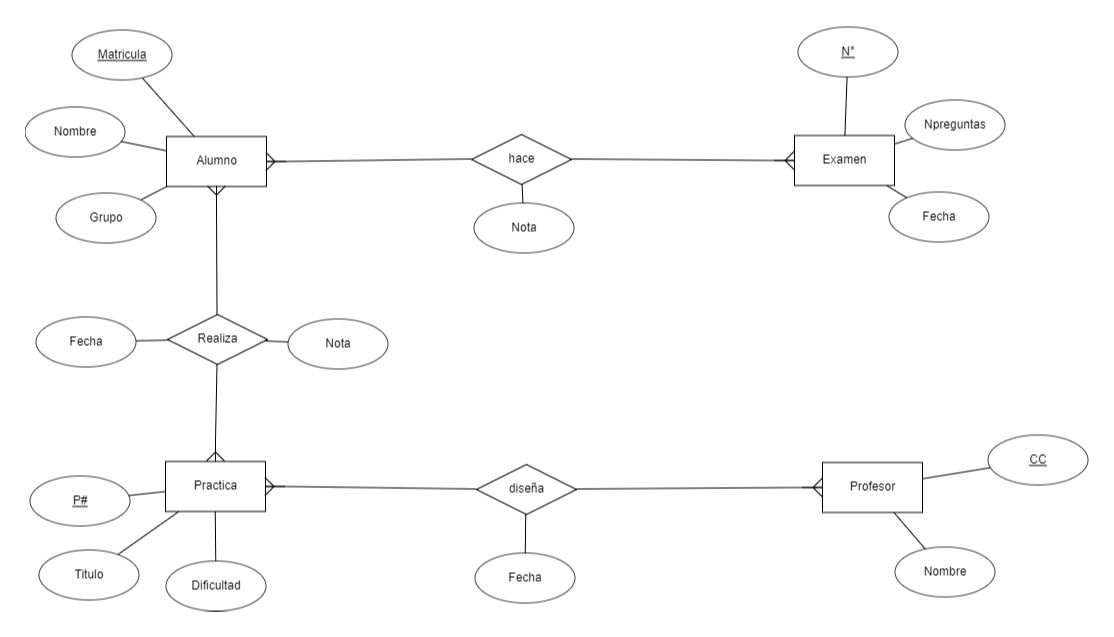 Matricula
N°
Nombre
Npreguntas
Alumno
hace
Examen
Grupo
Nota
Fecha
Fecha
Realiza
Nota
CC
P#
Practica
diseña
Profesor
Titulo
Dificultad
Fecha
Nombre